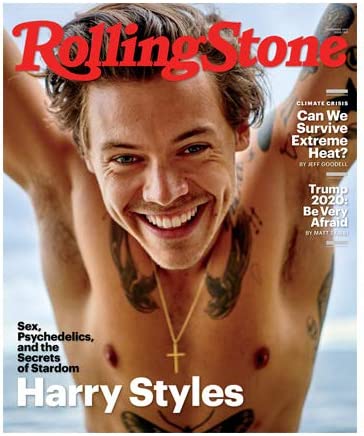 RollingStone
CLIMATE CRISIS
Can We
Survive
Extreme
Heat?
BY JEFF GOODELL
Trump
2020:
Be Very
Afraid
BY MATT TAIBBI
Sex,
Psychedelics,
and the
Secrets
of Stardom
Harry Styles